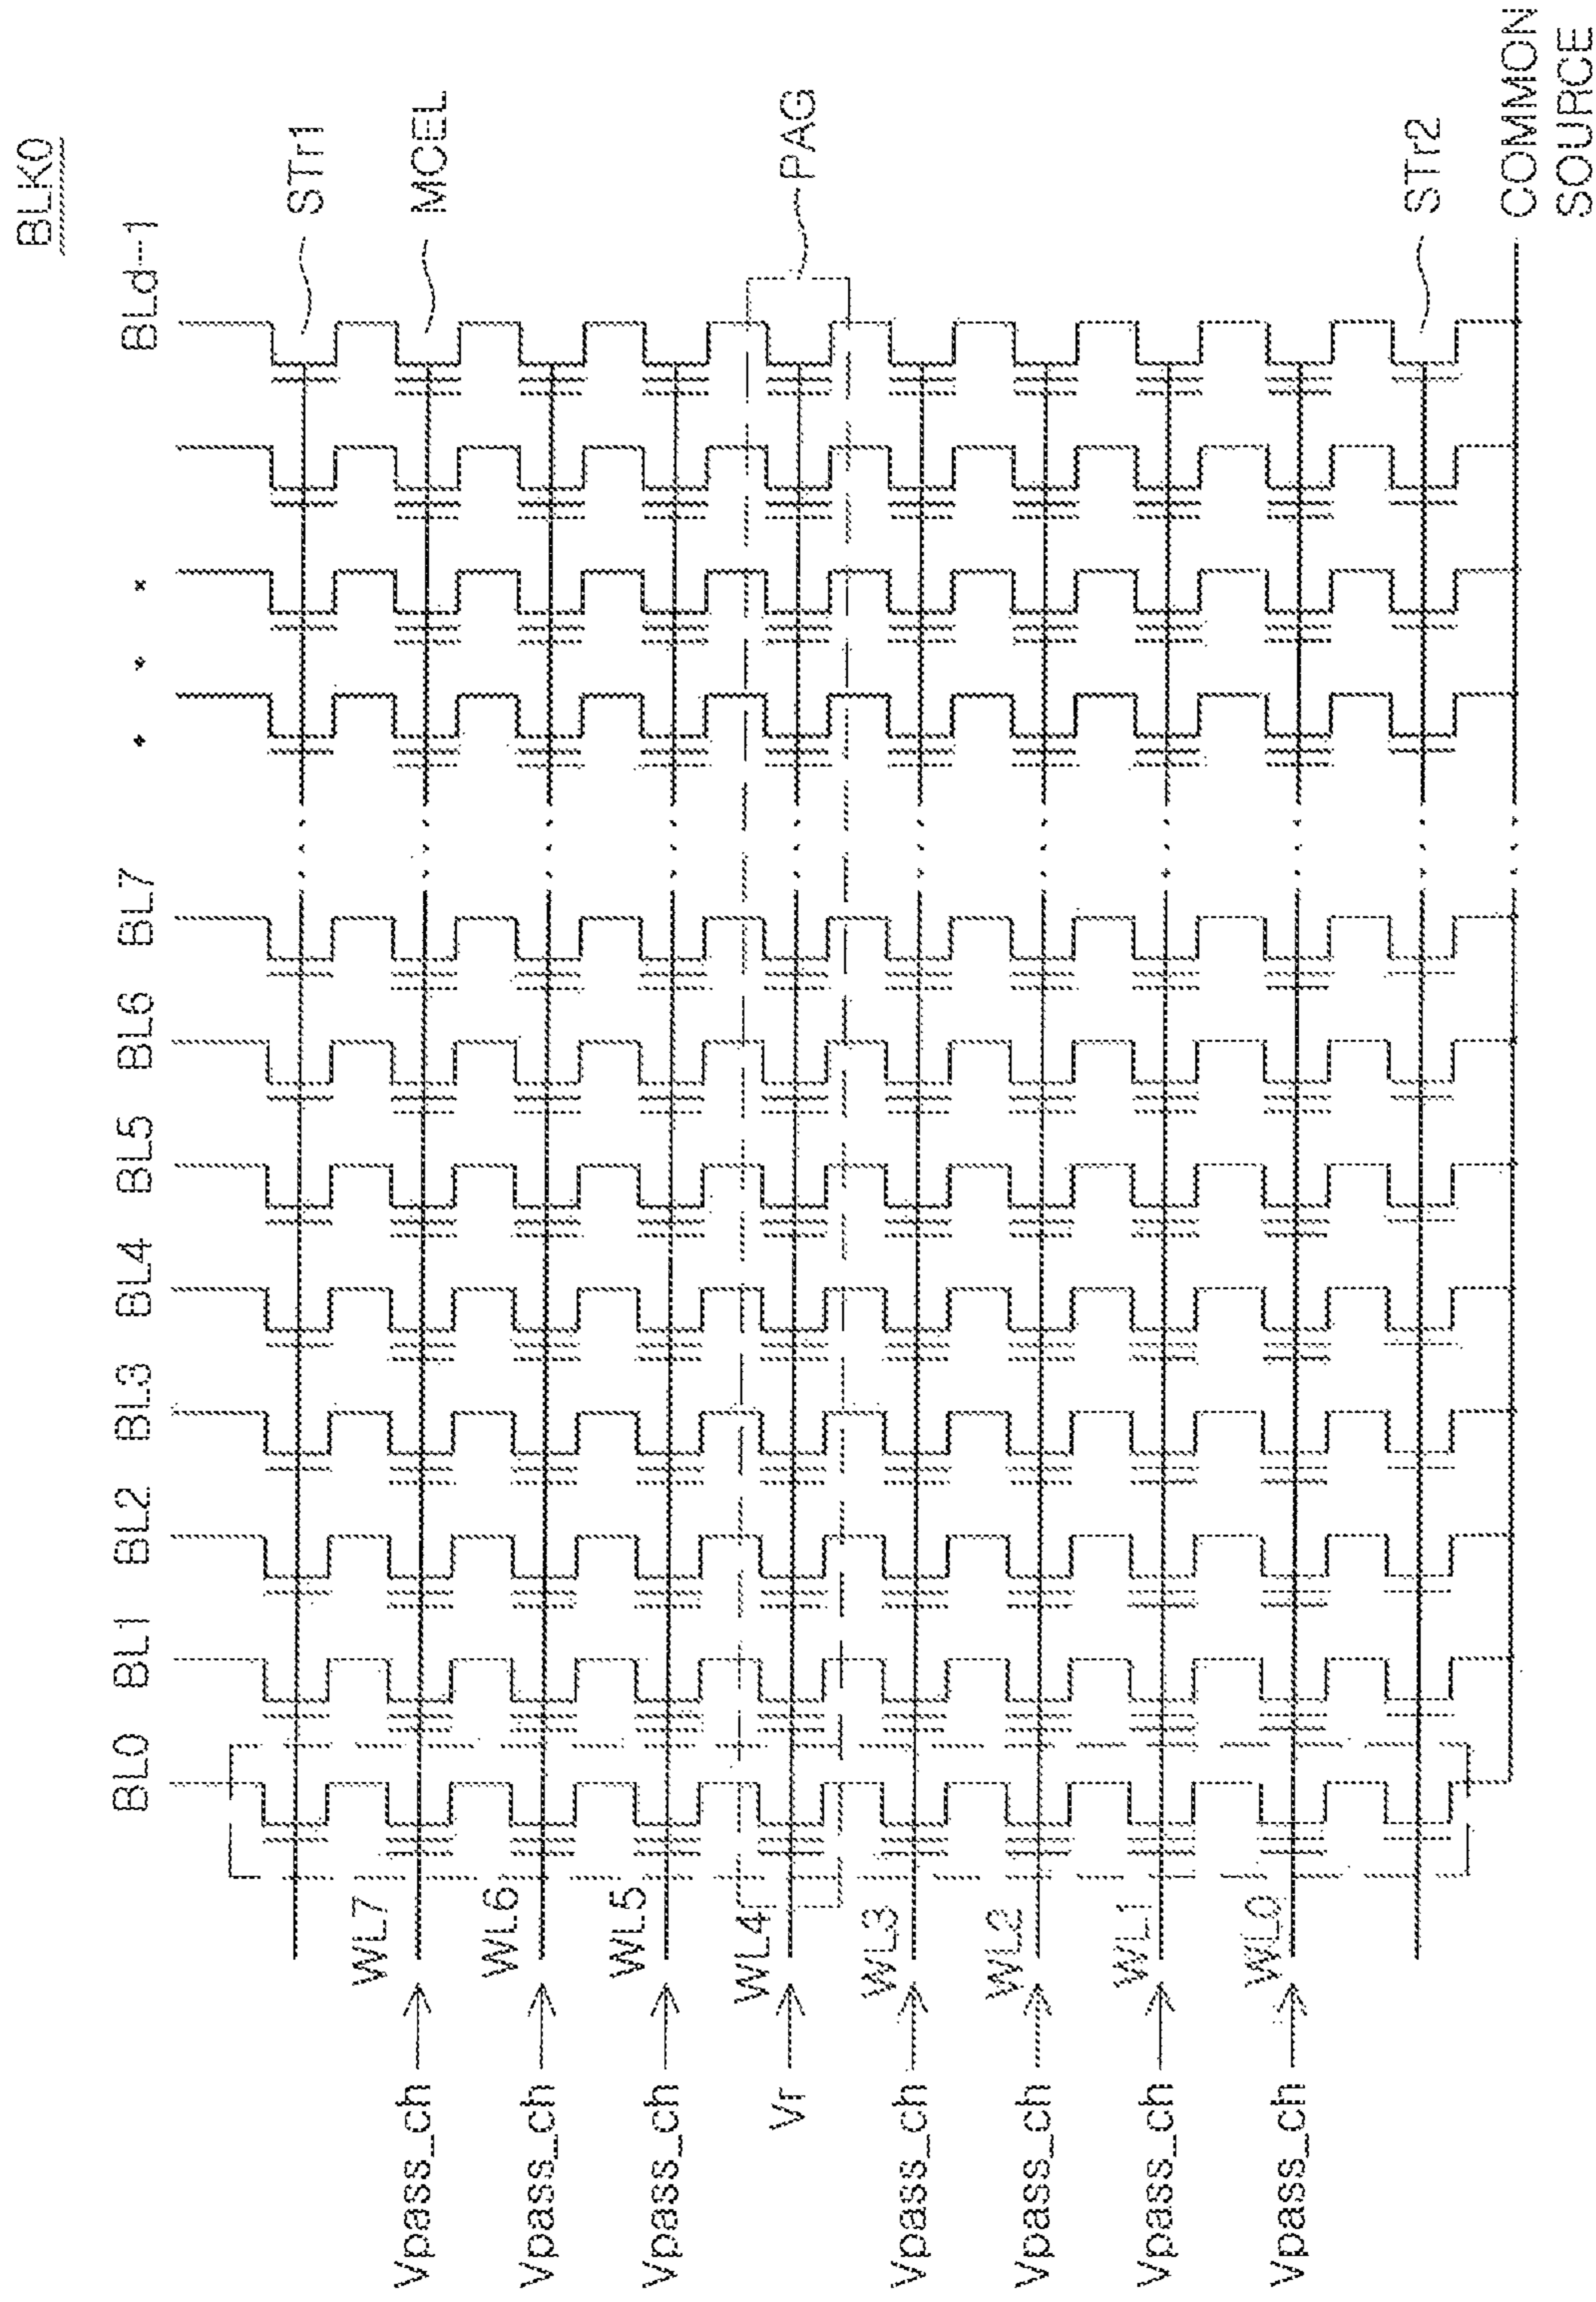 BLK0
BL0 BL1 BL2 BL3 BL4 BL5 BL6 BL7 BLd-1
STr1
Vpass_ch WL7 MCEL
Vpass_ch WL6
Vpass_ch WL5
Vr WL4 PAG
Vpass_ch WL3
Vpass_ch WL2
Vpass_ch WL1
Vpass_ch WL0
STr2
COMMON
SOURCE